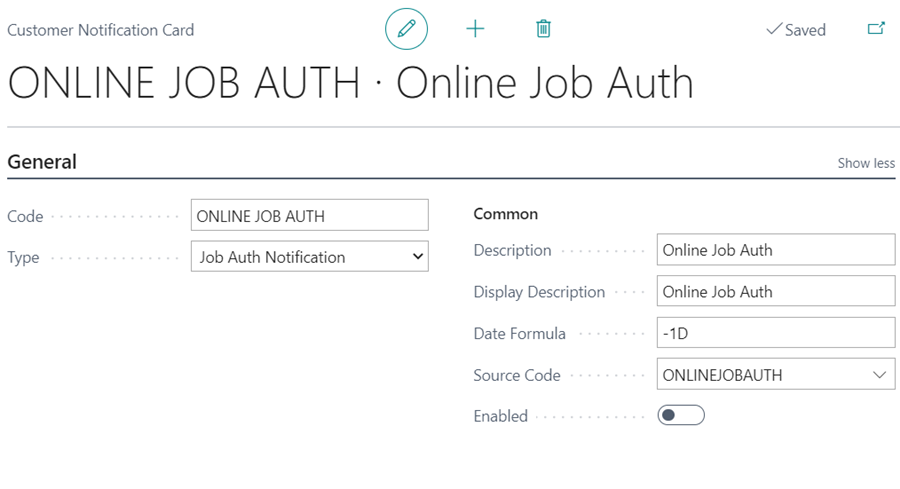 Customer Notification Card
Saved
ONLINE JOB AUTH · Online Job Auth
General
Show less
Code
ONLINE JOB AUTH
Type
Job Auth Notification
Common
Description
Online Job Auth
Display Description
Online Job Auth
Date Formula
-1D
Source Code
ONLINEJOBAUTH
Enabled